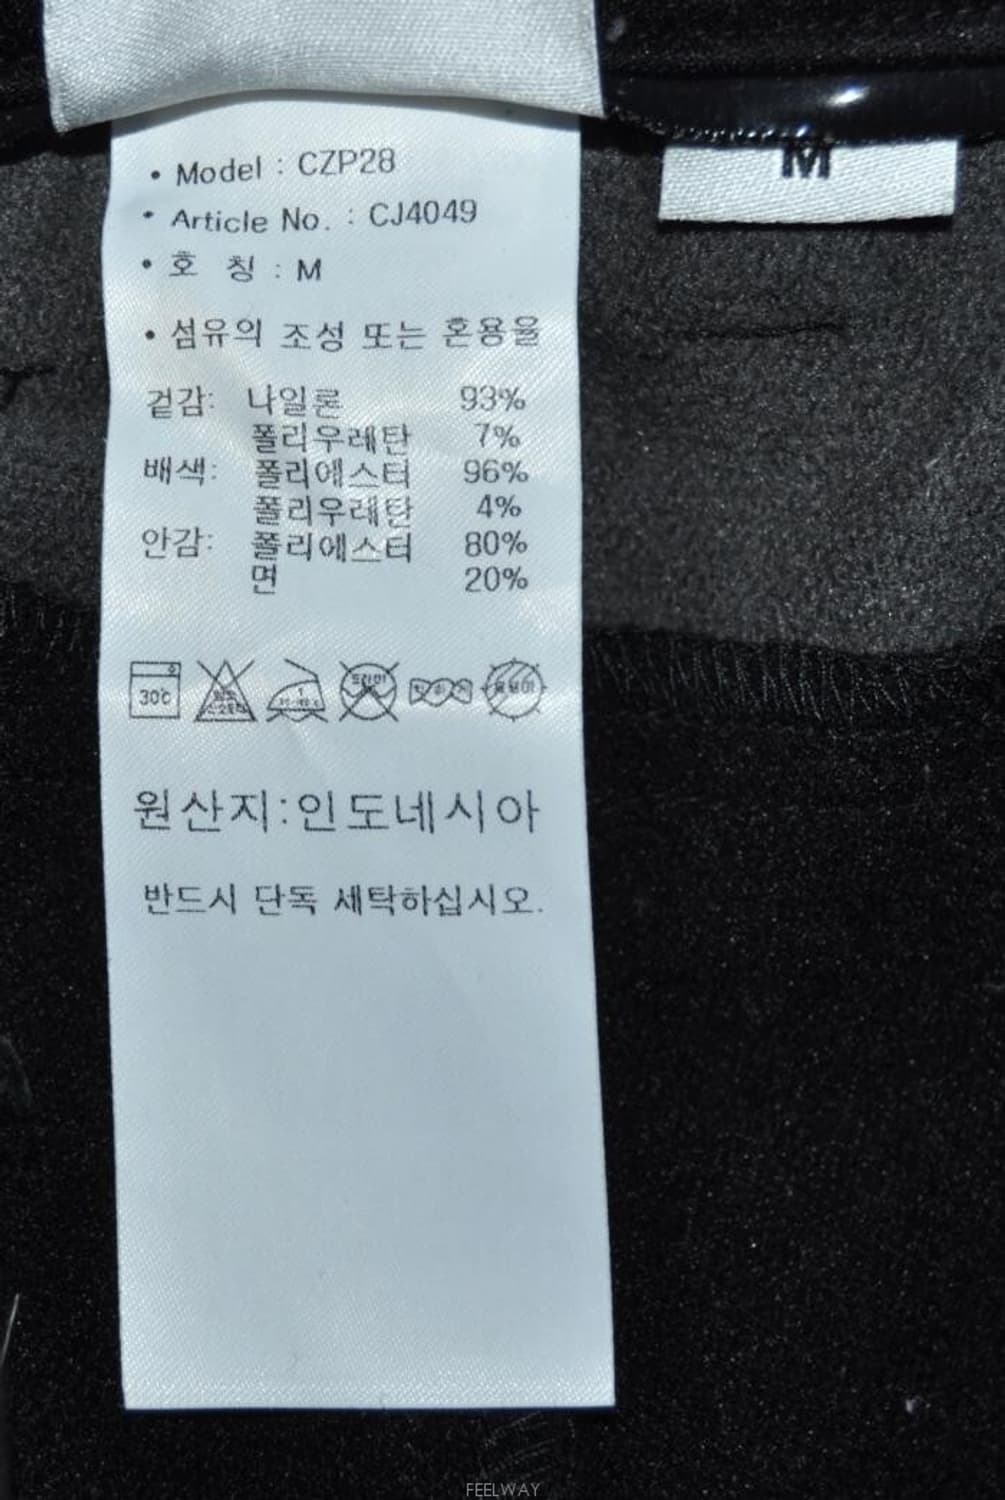 • Model : CZP28
• Article No. : CJ4049
• 호 칭 : M
• 섬유의 조성 또는 혼용율
겉감: 나일론 93%
폴리우레탄 7%
배색: 폴리에스터 96%
폴리우레탄 4%
안감: 폴리에스터 80%
면 20%
30℃
원산지:인도네시아
반드시 단독 세탁하십시오.
M
FEELWAY